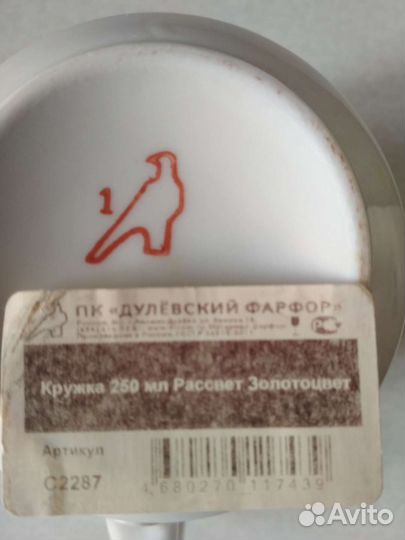 1
ПК «ДУЛЁВСКИЙ ФАРФОР»
Кружка 250 мл Рассвет Золотоцвет
Артикул
С2287
4 680270 117439
Avito